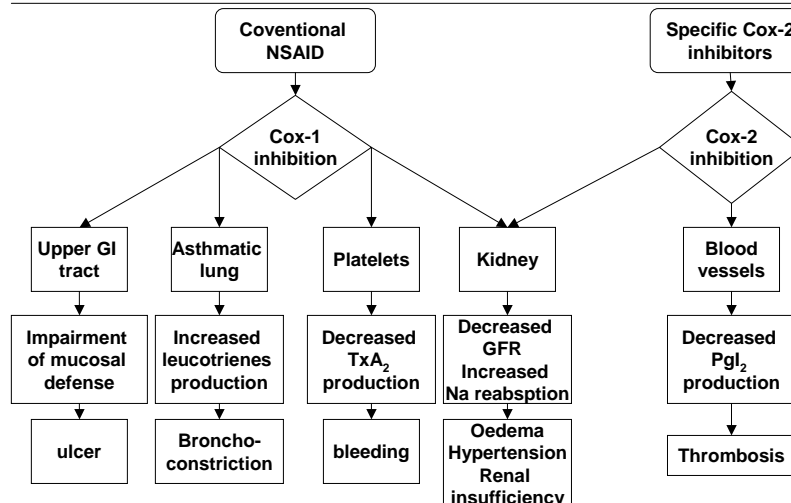 Coventional
NSAID
Specific Cox-2
inhibitors
Cox-1
inhibition
Cox-2
inhibition
Upper GI
tract
Asthmatic
lung
Platelets
Kidney
Blood
vessels
Impairment
of mucosal
defense
Increased
leucotrienes
production
Decreased
TxA₂
production
Decreased
GFR
Increased
Na reabsption
Decreased
PgI₂
production
ulcer
Broncho-
constriction
bleeding
Oedema
Hypertension
Renal
insufficiency
Thrombosis